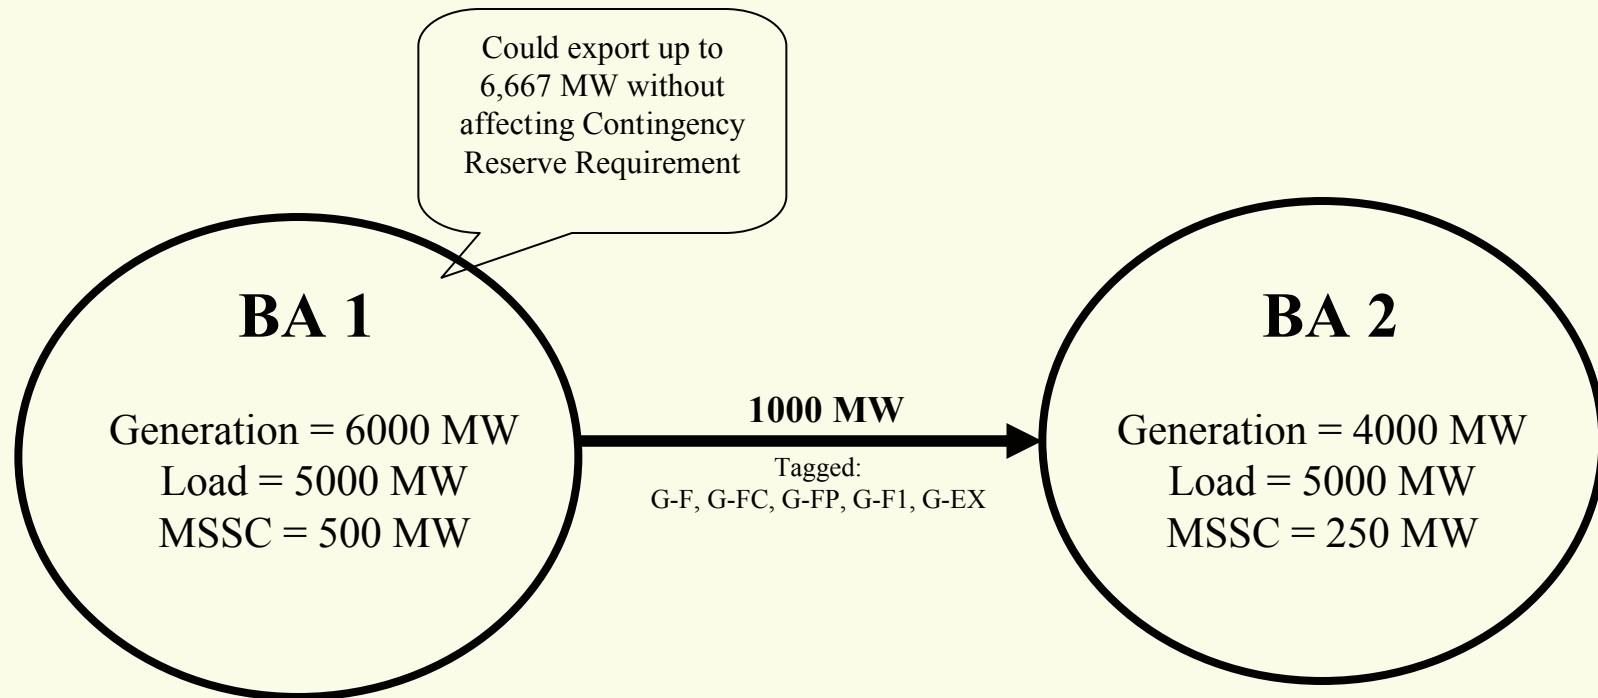 Could export up to
6,667 MW without
affecting Contingency
Reserve Requirement
BA 1
Generation = 6000 MW
Load = 5000 MW
MSSC = 500 MW
1000 MW
Tagged:
G-F, G-FC, G-FP, G-F1, G-EX
BA 2
Generation = 4000 MW
Load = 5000 MW
MSSC = 250 MW